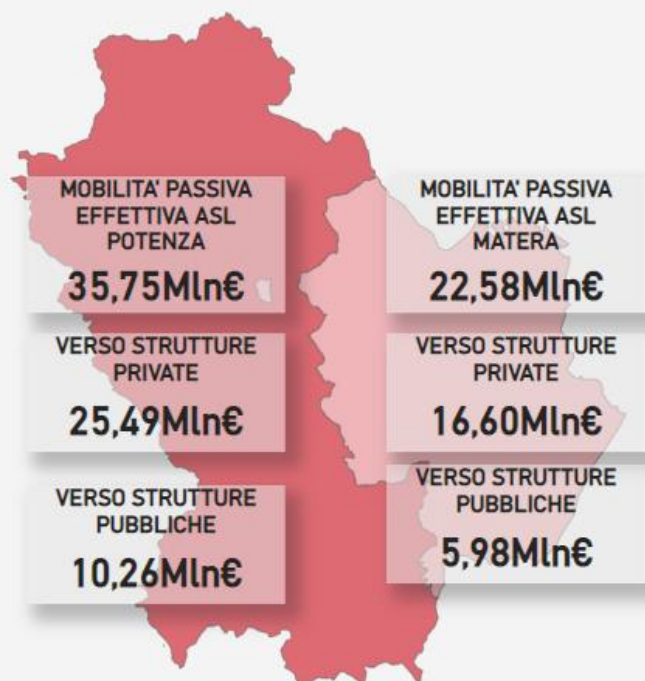 MOBILITA' PASSIVA
EFFETTIVA ASL
POTENZA
35,75Mln€
VERSO STRUTTURE
PRIVATE
25,49Mln€
VERSO STRUTTURE
PUBBLICHE
10,26Mln€
MOBILITA' PASSIVA
EFFETTIVA ASL
MATERA
22,58Mln€
VERSO STRUTTURE
PRIVATE
16,60Mln€
VERSO STRUTTURE
PUBBLICHE
5,98Mln€